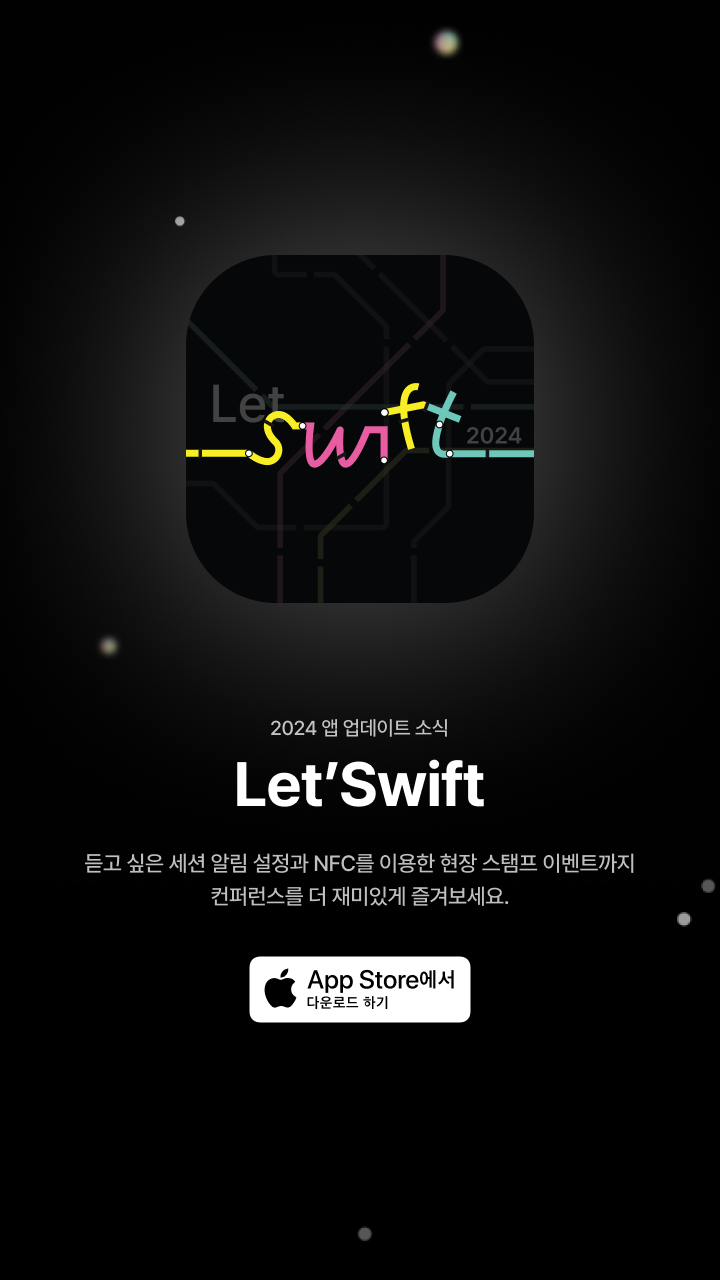 Let
swift
2024
2024 앱 업데이트 소식
Let’Swift
듣고 싶은 세션 알림 설정과 NFC를 이용한 현장 스탬프 이벤트까지
컨퍼런스를 더 재미있게 즐겨보세요.
App Store에서
다운로드 하기